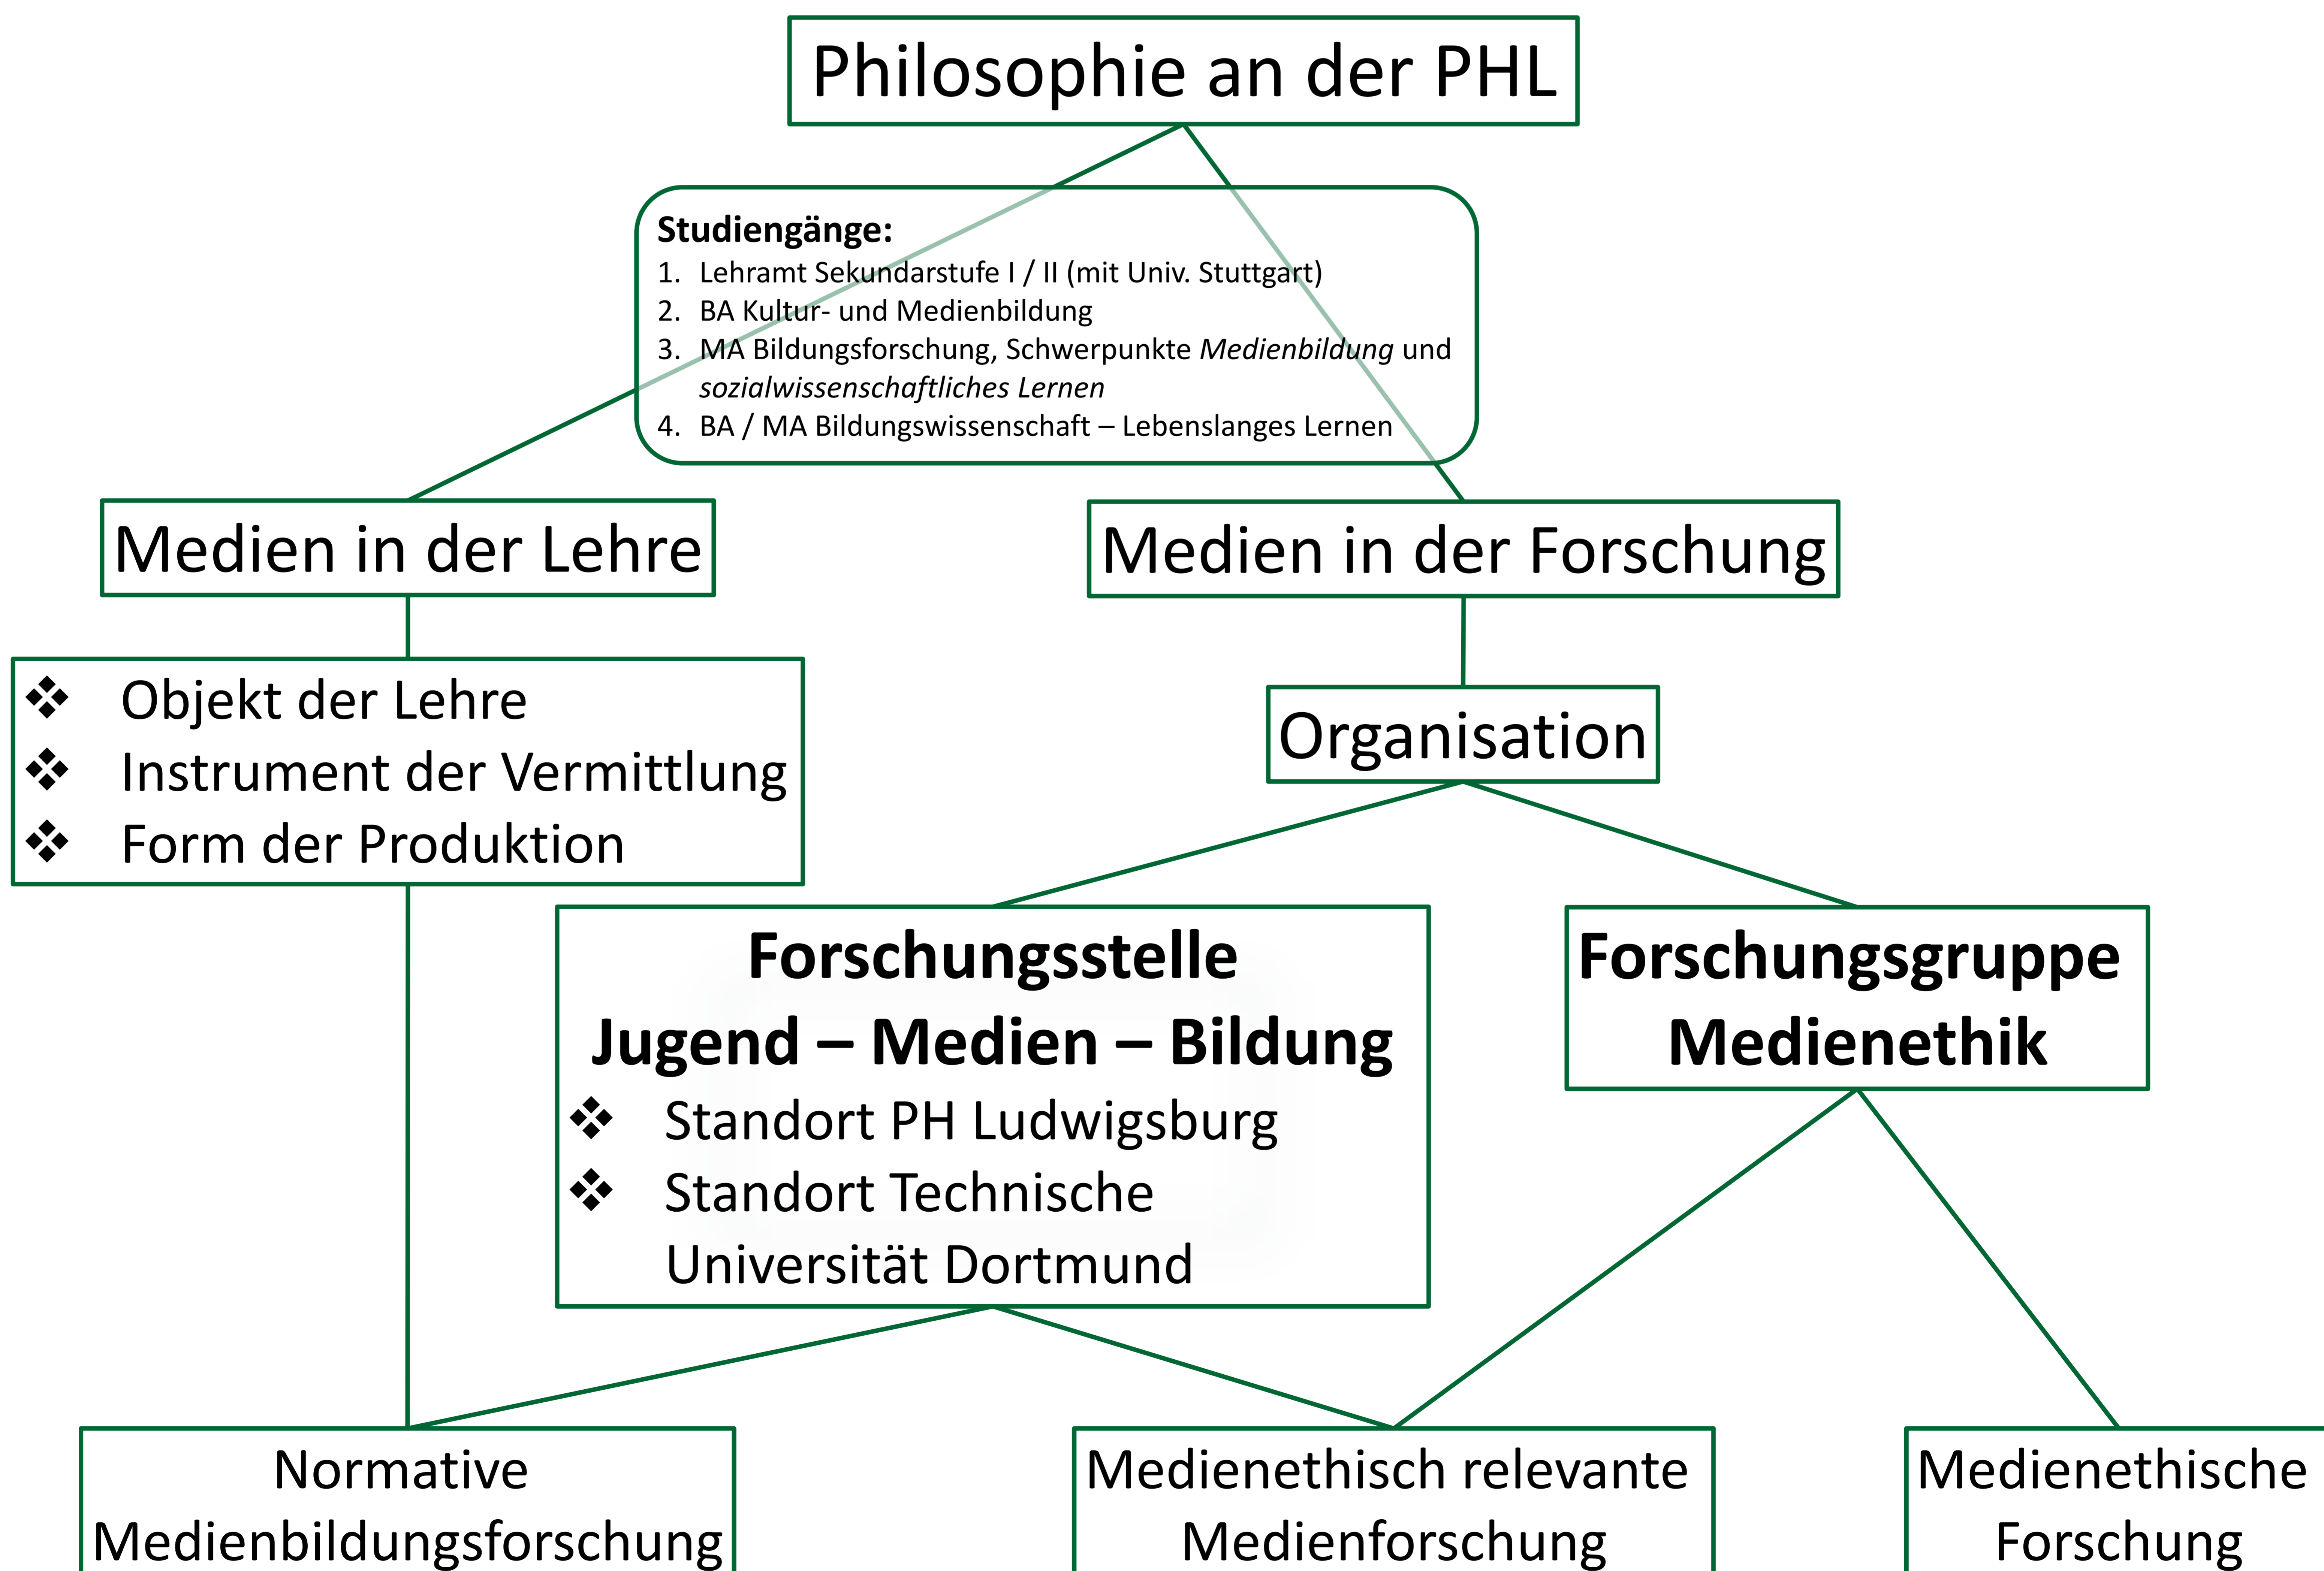 Philosophie an der PHL
Studiengänge:
1. Lehramt Sekundarstufe I / II (mit Univ. Stuttgart)
2. BA Kultur- und Medienbildung
3. MA Bildungsforschung, Schwerpunkte Medienbildung und
sozialwissenschaftliches Lernen
4. BA / MA Bildungswissenschaft – Lebenslanges Lernen
Medien in der Lehre
Medien in der Forschung
❖ Objekt der Lehre
❖ Instrument der Vermittlung
❖ Form der Produktion
Organisation
Forschungsstelle
Jugend – Medien – Bildung
❖ Standort PH Ludwigsburg
❖ Standort Technische
Universität Dortmund
Forschungsgruppe
Medienethik
Normative
Medienbildungsforschung
Medienethisch relevante
Medienforschung
Medienethische
Forschung